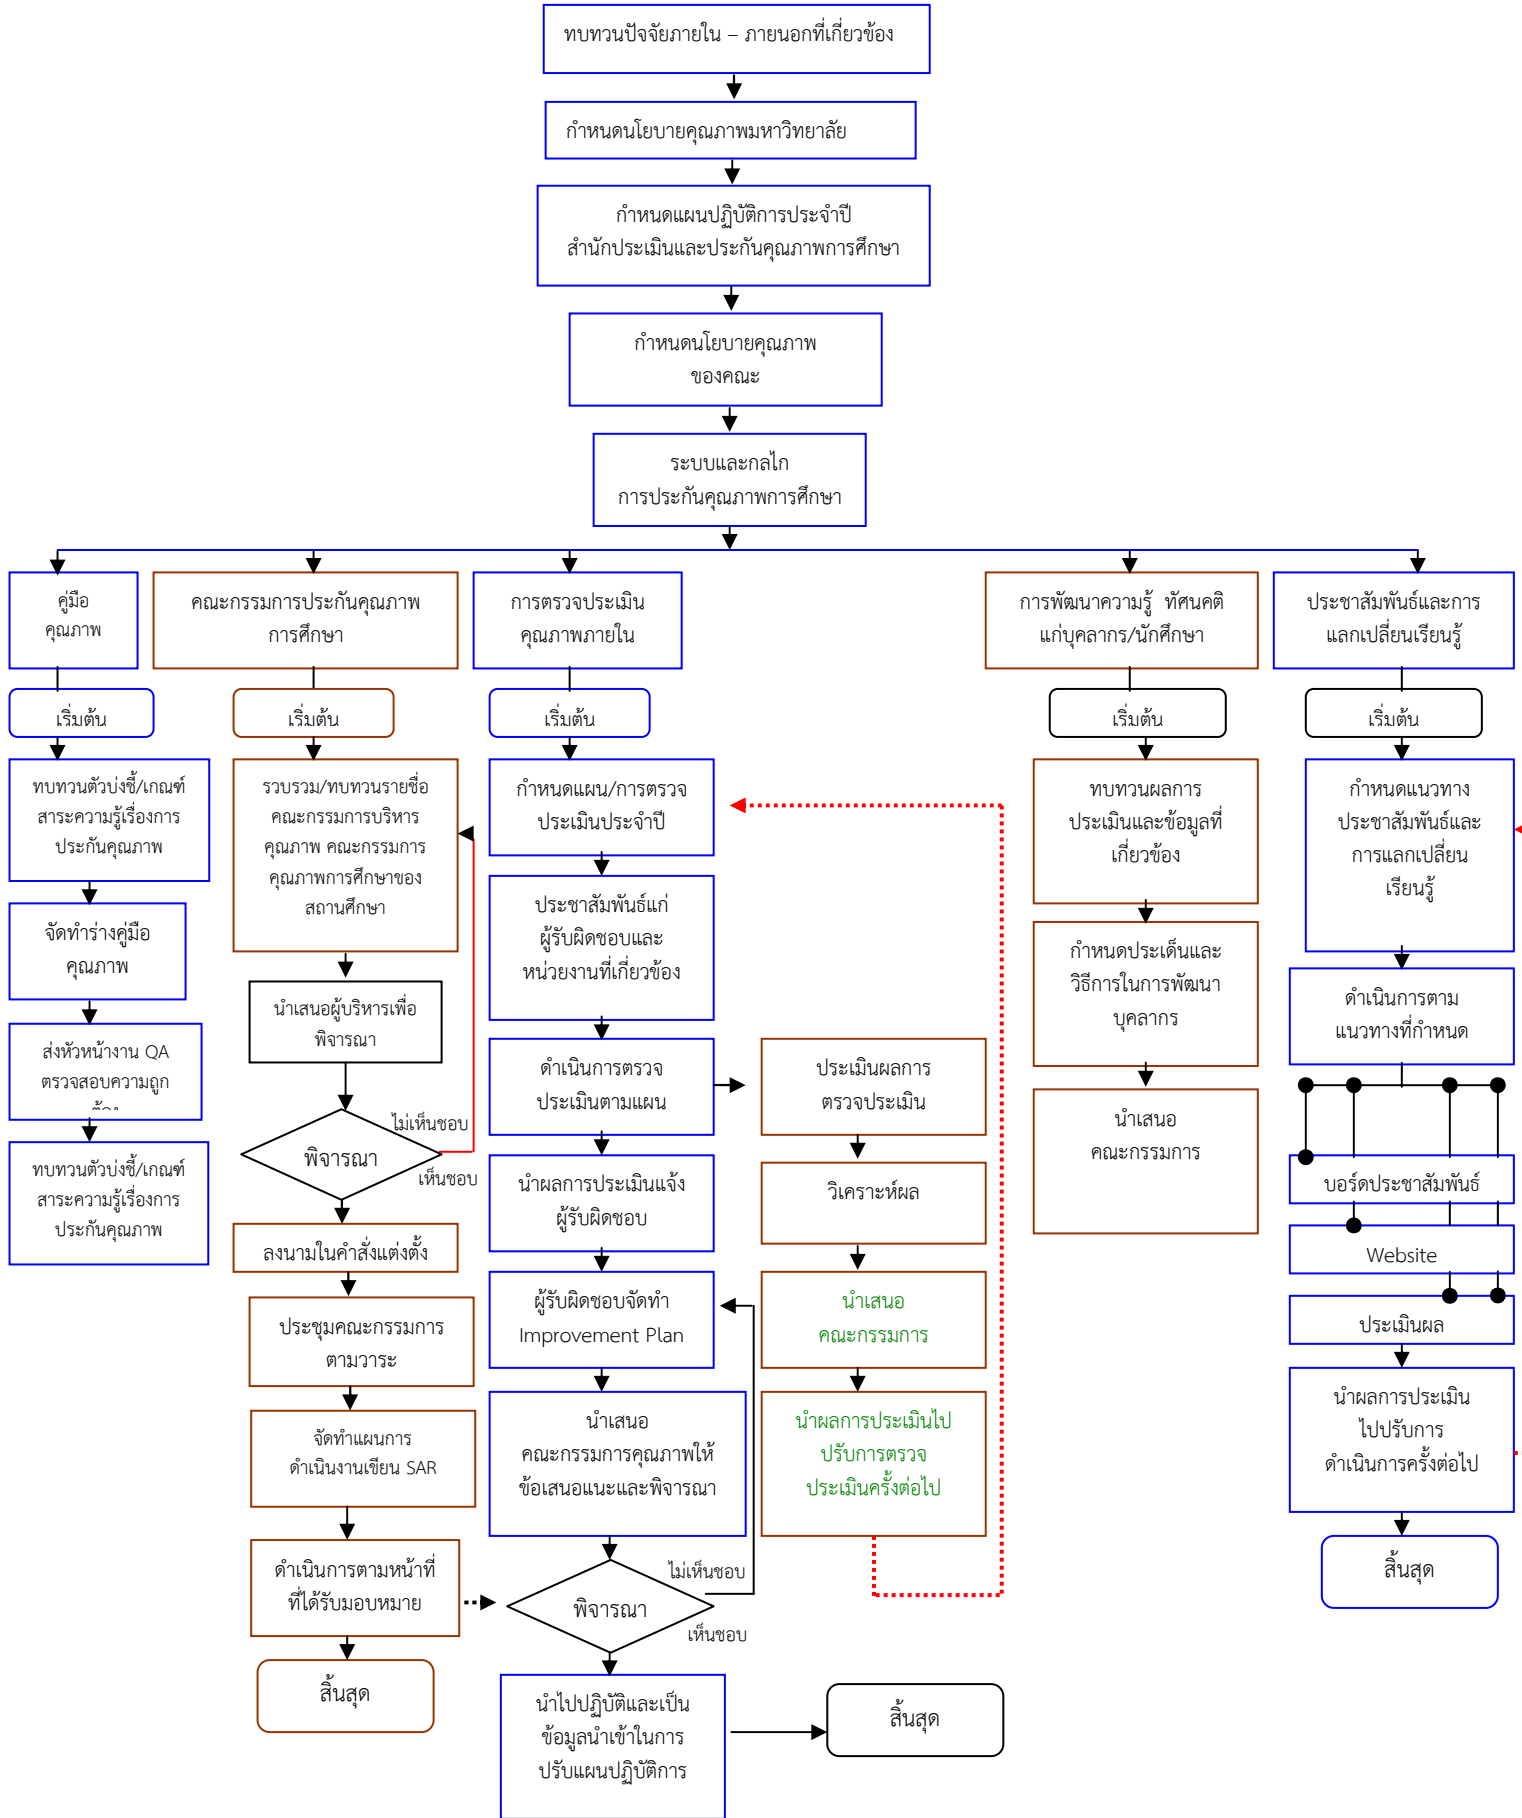 ทบทวนปัจจัยภายใน – ภายนอกที่เกี่ยวข้อง
กำหนดนโยบายคุณภาพมหาวิทยาลัย
กำหนดแผนปฏิบัติการประจำปี
สำนักประเมินและประกันคุณภาพการศึกษา
กำหนดนโยบายคุณภาพ
ของคณะ
ระบบและกลไก
การประกันคุณภาพการศึกษา
คู่มือ
คุณภาพ
เริ่มต้น
ทบทวนตัวบ่งชี้/เกณฑ์
สาระความรู้เรื่องการ
ประกันคุณภาพ
จัดทำร่างคู่มือ
คุณภาพ
ส่งหัวหน้างาน QA
ตรวจสอบความถูก
ทบทวนตัวบ่งชี้/เกณฑ์
สาระความรู้เรื่องการ
ประกันคุณภาพ
คณะกรรมการประกันคุณภาพ
การศึกษา
เริ่มต้น
รวบรวม/ทบทวนรายชื่อ
คณะกรรมการบริหาร
คุณภาพ คณะกรรมการ
คุณภาพการศึกษาของ
สถานศึกษา
นำเสนอผู้บริหารเพื่อ
พิจารณา
ไม่เห็นชอบ
พิจารณา
เห็นชอบ
ลงนามในคำสั่งแต่งตั้ง
ประชุมคณะกรรมการ
ตามวาระ
จัดทำแผนการ
ดำเนินงานเขียน SAR
ดำเนินการตามหน้าที่
ที่ได้รับมอบหมาย
สิ้นสุด
การตรวจประเมิน
คุณภาพภายใน
เริ่มต้น
กำหนดแผน/การตรวจ
ประเมินประจำปี
ประชาสัมพันธ์แก่
ผู้รับผิดชอบและ
หน่วยงานที่เกี่ยวข้อง
ดำเนินการตรวจ
ประเมินตามแผน
นำผลการประเมินแจ้ง
ผู้รับผิดชอบ
ผู้รับผิดชอบจัดทำ
Improvement Plan
นำเสนอ
คณะกรรมการคุณภาพให้
ข้อเสนอแนะและพิจารณา
ไม่เห็นชอบ
พิจารณา
เห็นชอบ
นำไปปฏิบัติและเป็น
ข้อมูลนำเข้าในการ
ปรับแผนปฏิบัติการ
สิ้นสุด
ประเมินผลการ
ตรวจประเมิน
วิเคราะห์ผล
นำเสนอ
คณะกรรมการ
นำผลการประเมินไป
ปรับการตรวจ
ประเมินครั้งต่อไป
การพัฒนาความรู้ ทัศนคติ
แก่บุคลากร/นักศึกษา
เริ่มต้น
ทบทวนผลการ
ประเมินและข้อมูลที่
เกี่ยวข้อง
กำหนดประเด็นและ
วิธีการในการพัฒนา
บุคลากร
นำเสนอ
คณะกรรมการ
ประชาสัมพันธ์และการ
แลกเปลี่ยนเรียนรู้
เริ่มต้น
กำหนดแนวทาง
ประชาสัมพันธ์และ
การแลกเปลี่ยน
เรียนรู้
ดำเนินการตาม
แนวทางที่กำหนด
บอร์ดประชาสัมพันธ์
Website
ประเมินผล
นำผลการประเมิน
ไปปรับการ
ดำเนินการครั้งต่อไป
สิ้นสุด